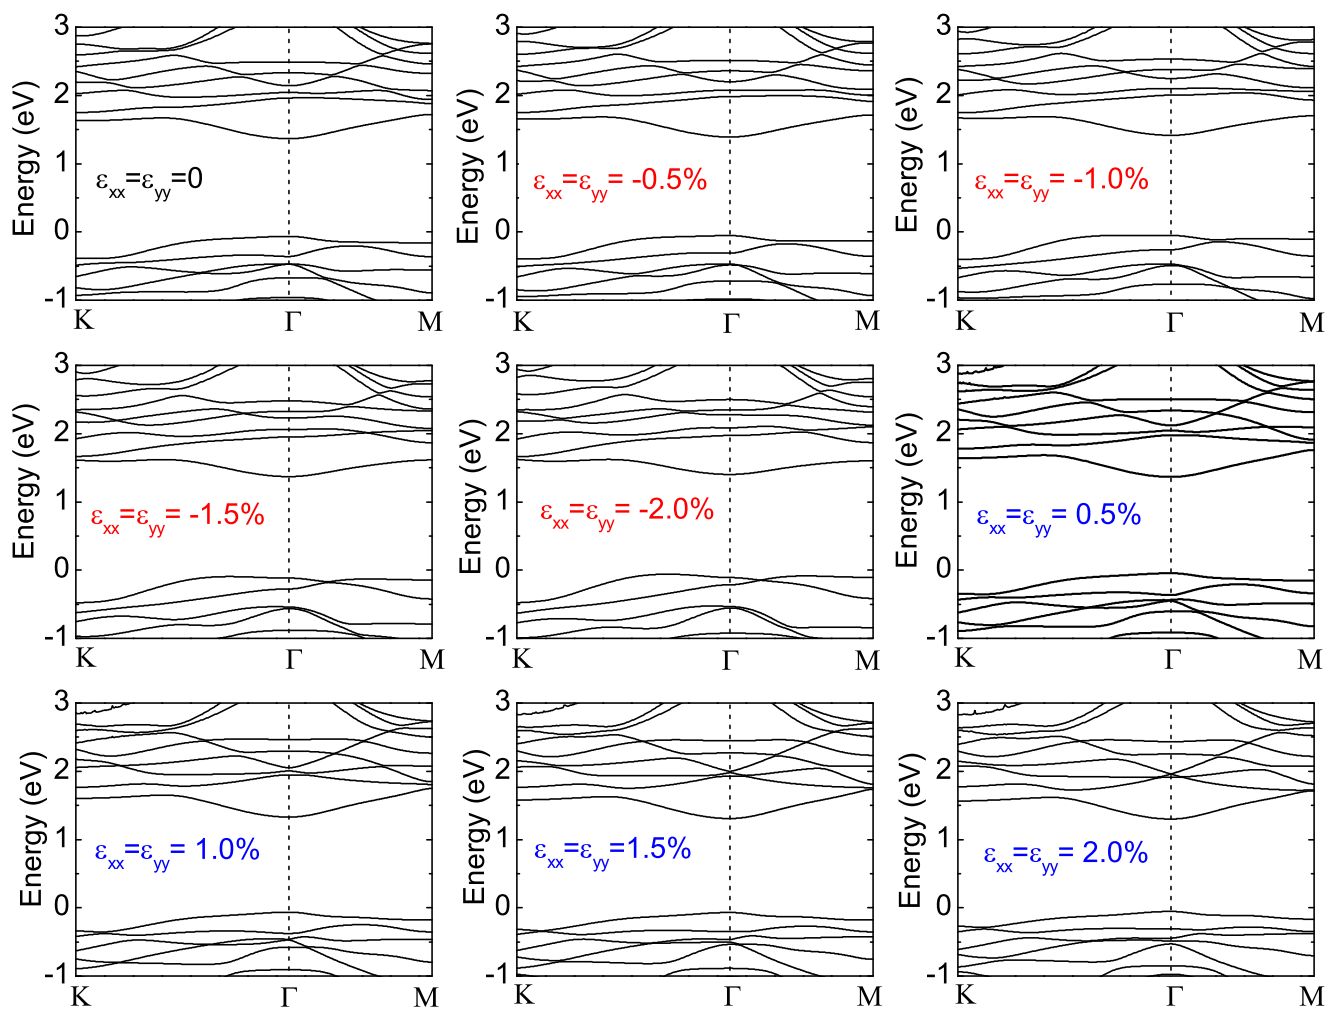 3
2
1
0
-1
Energy (eV)
εxx=εyy=0
K Γ M
3
2
1
0
-1
Energy (eV)
εxx=εyy= -0.5%
K Γ M
3
2
1
0
-1
Energy (eV)
εxx=εyy= -1.0%
K Γ M
3
2
1
0
-1
Energy (eV)
εxx=εyy= -1.5%
K Γ M
3
2
1
0
-1
Energy (eV)
εxx=εyy= -2.0%
K Γ M
3
2
1
0
-1
Energy (eV)
εxx=εyy= 0.5%
K Γ M
3
2
1
0
-1
Energy (eV)
εxx=εyy= 1.0%
K Γ M
3
2
1
0
-1
Energy (eV)
εxx=εyy=1.5%
K Γ M
3
2
1
0
-1
Energy (eV)
εxx=εyy= 2.0%
K Γ M